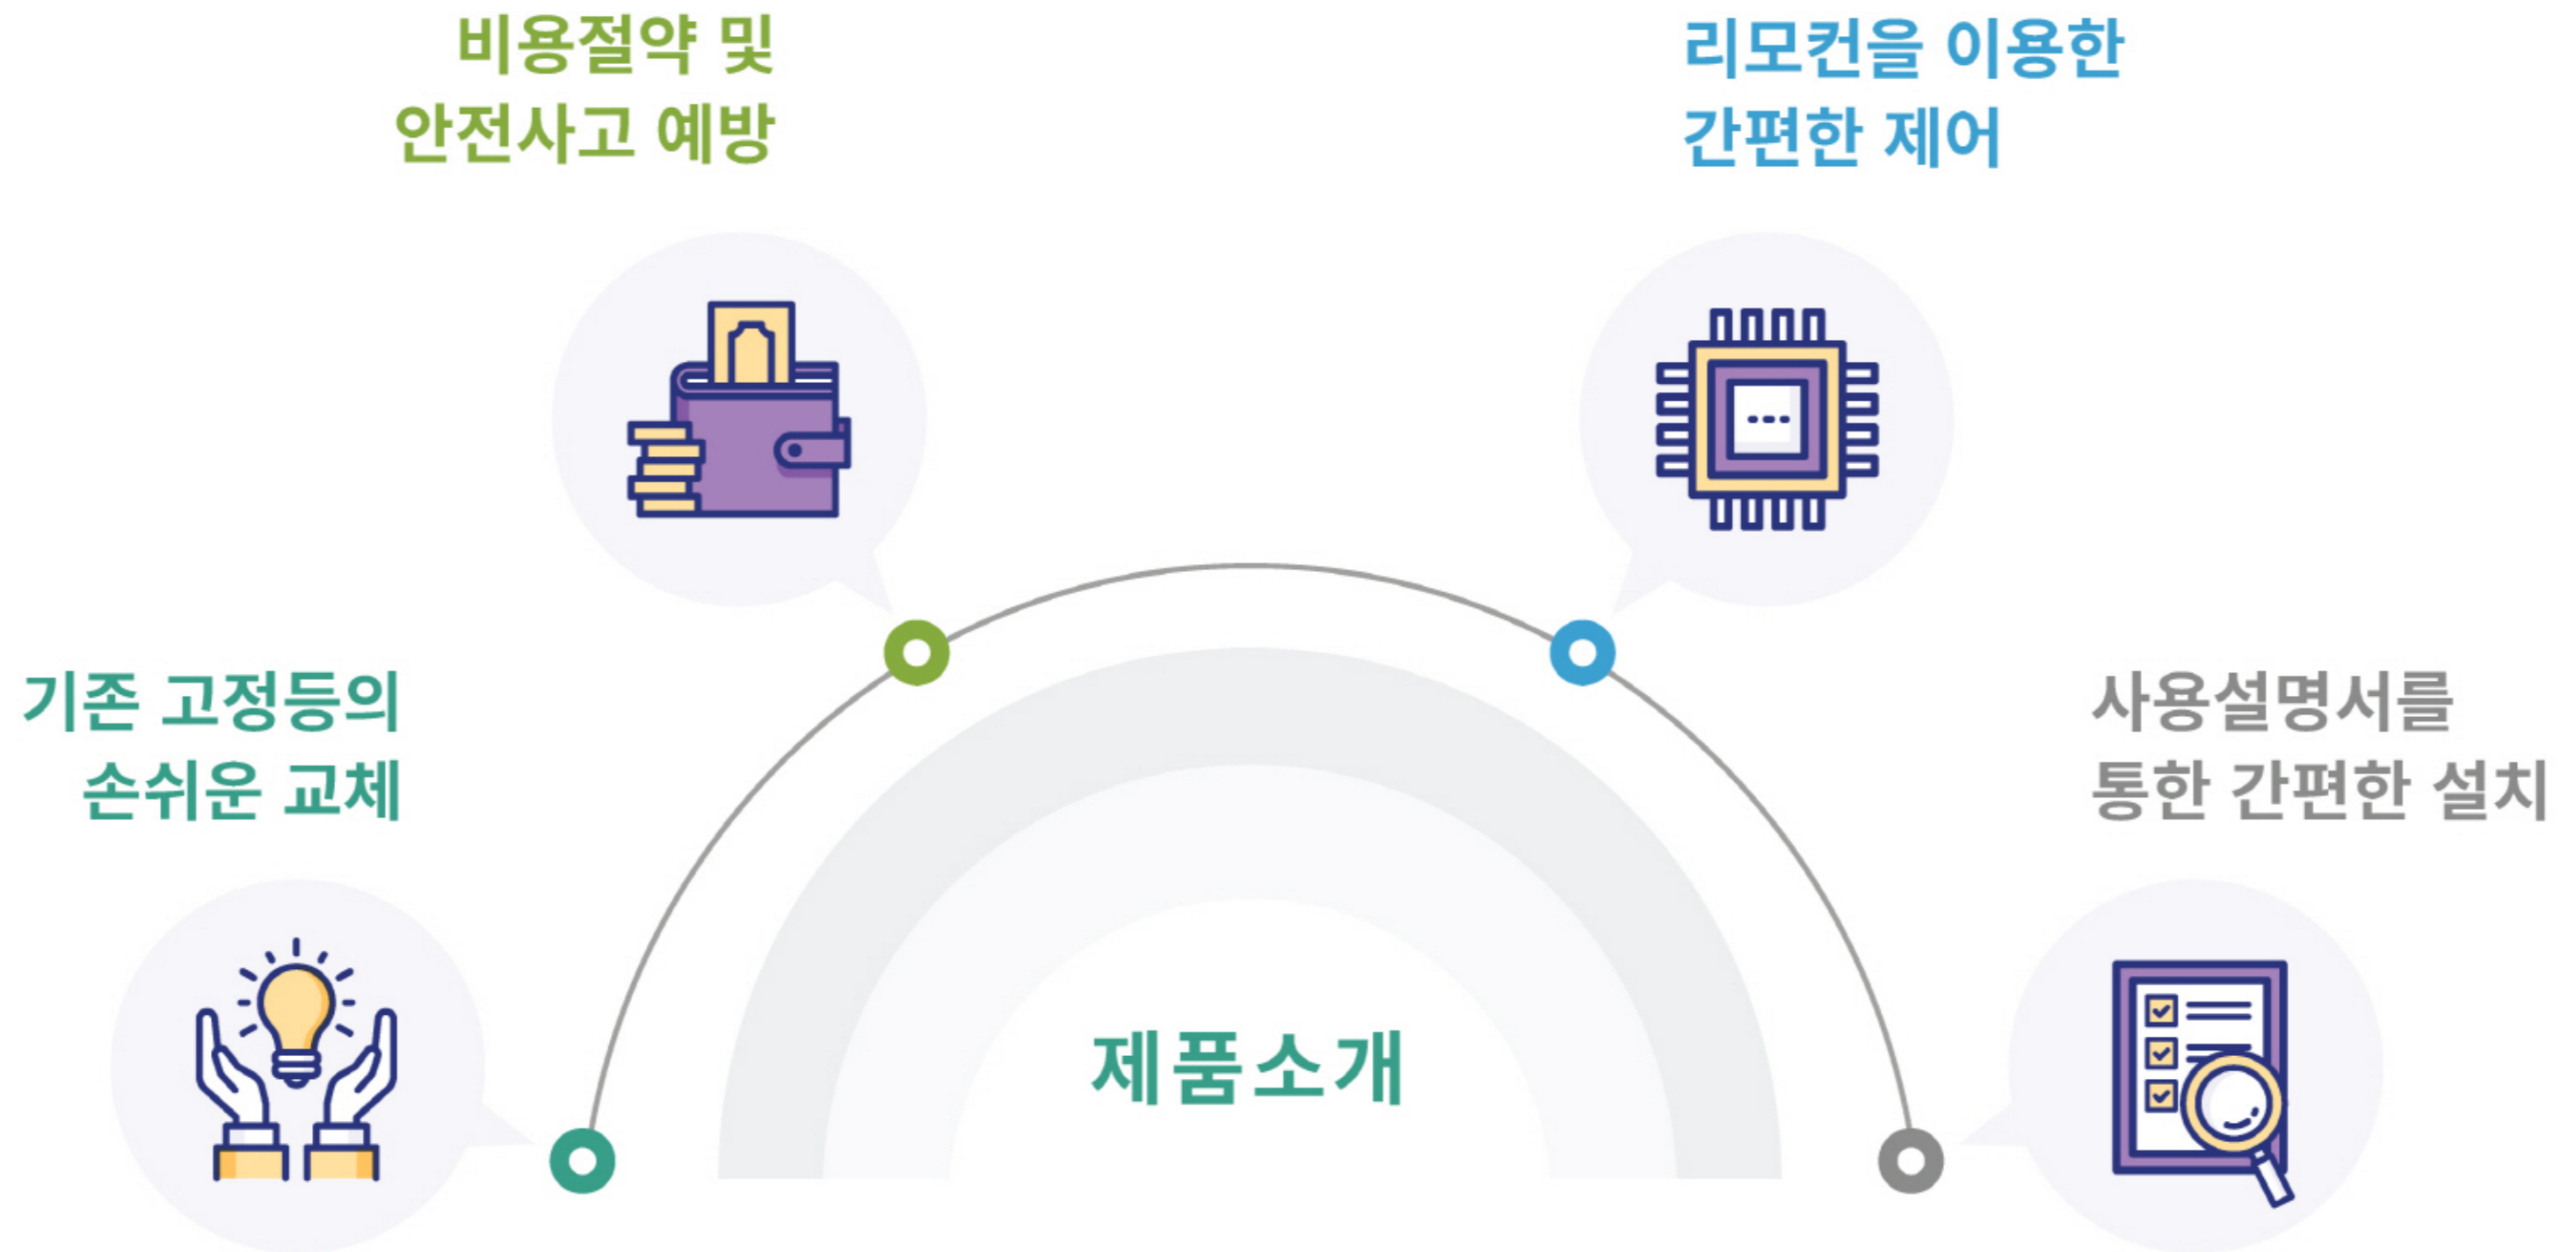 비용절약 및
안전사고 예방
리모컨을 이용한
간편한 제어
기존 고정등의
손쉬운 교체
사용설명서를
통한 간편한 설치
제품소개